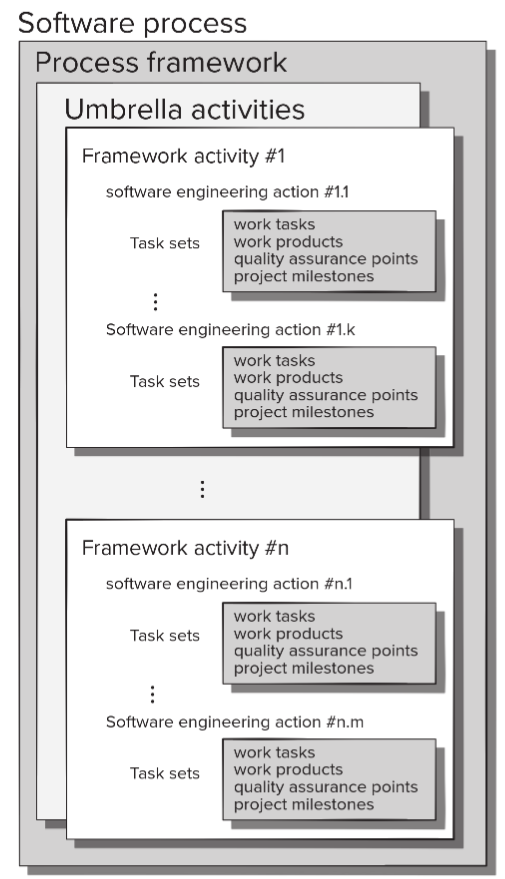 Software process
Process framework
Umbrella activities
Framework activity #1
software engineering action #1.1
Task sets
work tasks
work products
quality assurance points
project milestones
Software engineering action #1.k
Task sets
work tasks
work products
quality assurance points
project milestones
Framework activity #n
software engineering action #n.1
Task sets
work tasks
work products
quality assurance points
project milestones
Software engineering action #n.m
Task sets
work tasks
work products
quality assurance points
project milestones